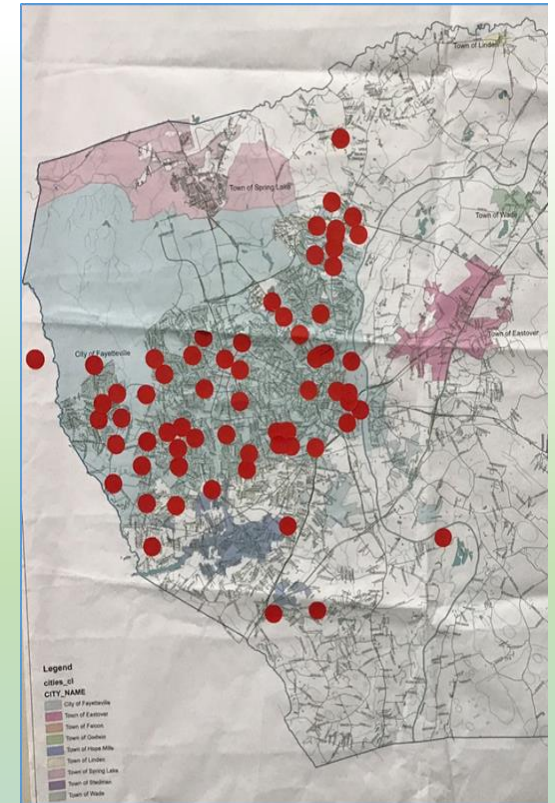 Town of Linden
Town of Spring Lake
Town of Wade
Town of Eastover
City of Fayetteville
Legend
cities_cl
CITY_NAME
City of Fayetteville
Town of Eastover
Town of Falcon
Town of Godwin
Town of Hope Mills
Town of Linden
Town of Spring Lake
Town of Stedman
Town of Wade